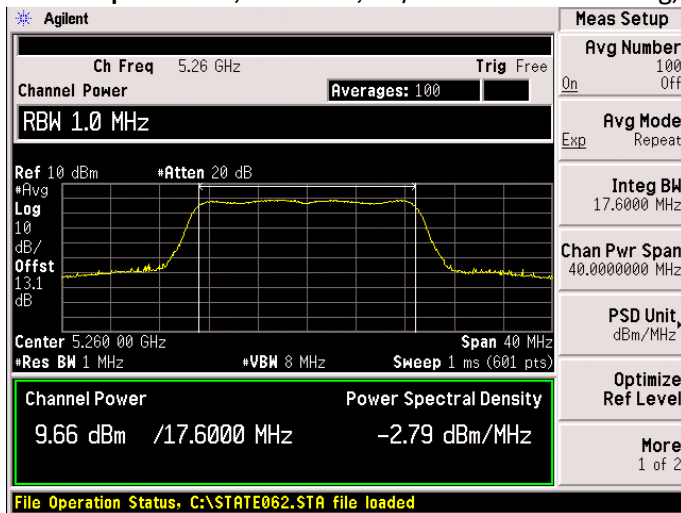 Agilent
Meas Setup
Ch Freq 5.26 GHz Trig Free
Channel Power Averages: 100
RBW 1.0 MHz
Ref 10 dBm #Atten 20 dB
#Avg
Log
10
dB/
Offst
13.1
dB
Center 5.260 00 GHz Span 40 MHz
#Res BW 1 MHz #VBW 8 MHz Sweep 1 ms (601 pts)
Channel Power Power Spectral Density
9.66 dBm /17.6000 MHz -2.79 dBm/MHz
File Operation Status, C:\STATE062.STA file loaded
Avg Number
100
On Off
Avg Mode
Exp Repeat
Integ BW
17.6000 MHz
Chan Pwr Span
40.0000000 MHz
PSD Unit
dBm/MHz
Optimize
Ref Level
More
1 of 2